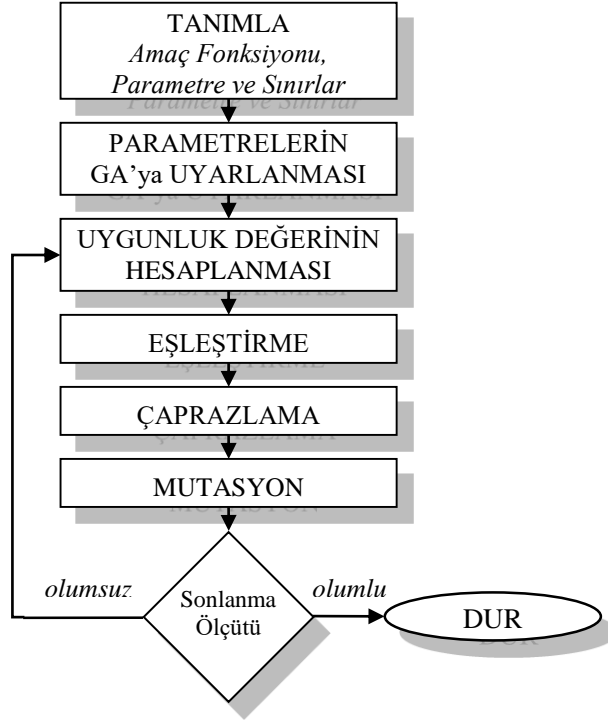 TANIMLA
Amaç Fonksiyonu,
Parametre ve Sınırlar
PARAMETRELERİN
GA’ya UYARLANMASI
UYGUNLUK DEĞERİNİN
HESAPLANMASI
EŞLEŞTİRME
ÇAPRAZLAMA
MUTASYON
olumsuz
Sonlanma
Ölçütü
olumlu
DUR